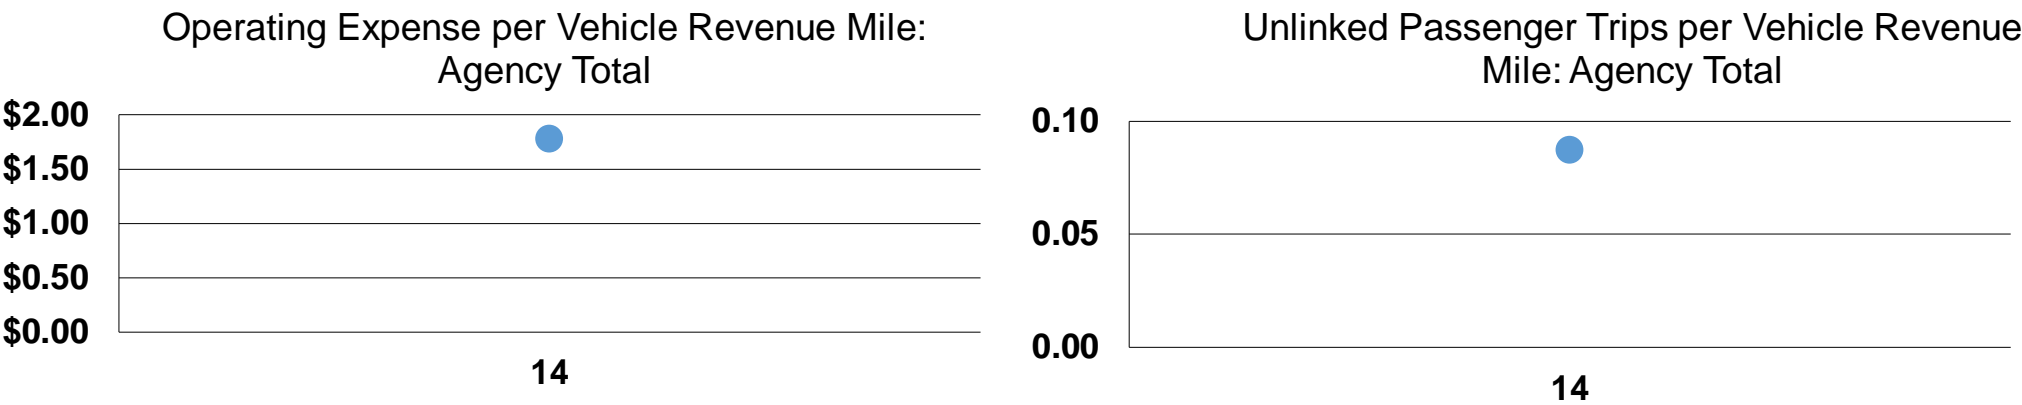 Operating Expense per Vehicle Revenue Mile:
Agency Total
$2.00
$1.50
$1.00
$0.50
$0.00
14
Unlinked Passenger Trips per Vehicle Revenue
Mile: Agency Total
0.10
0.05
0.00
14